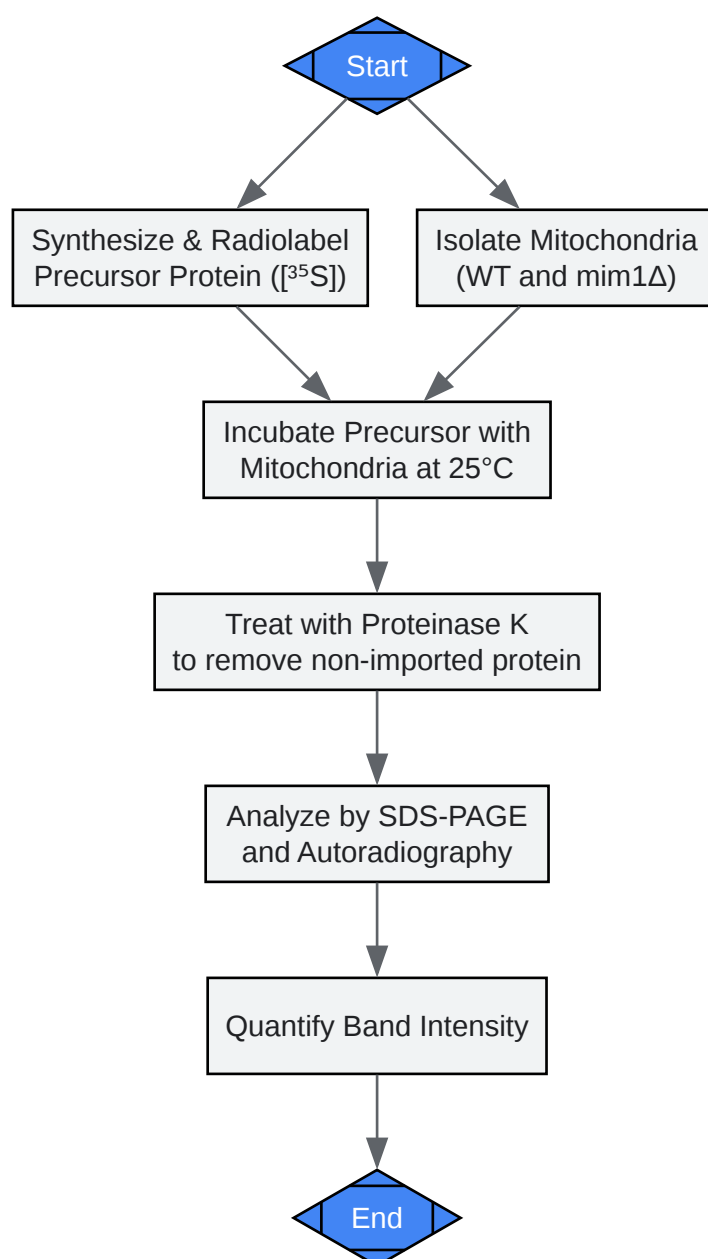 Start
Synthesize & Radiolabel
Precursor Protein ([³⁵S])
Isolate Mitochondria
(WT and mim1Δ)
Incubate Precursor with
Mitochondria at 25°C
Treat with Proteinase K
to remove non-imported protein
Analyze by SDS-PAGE
and Autoradiography
Quantify Band Intensity
End